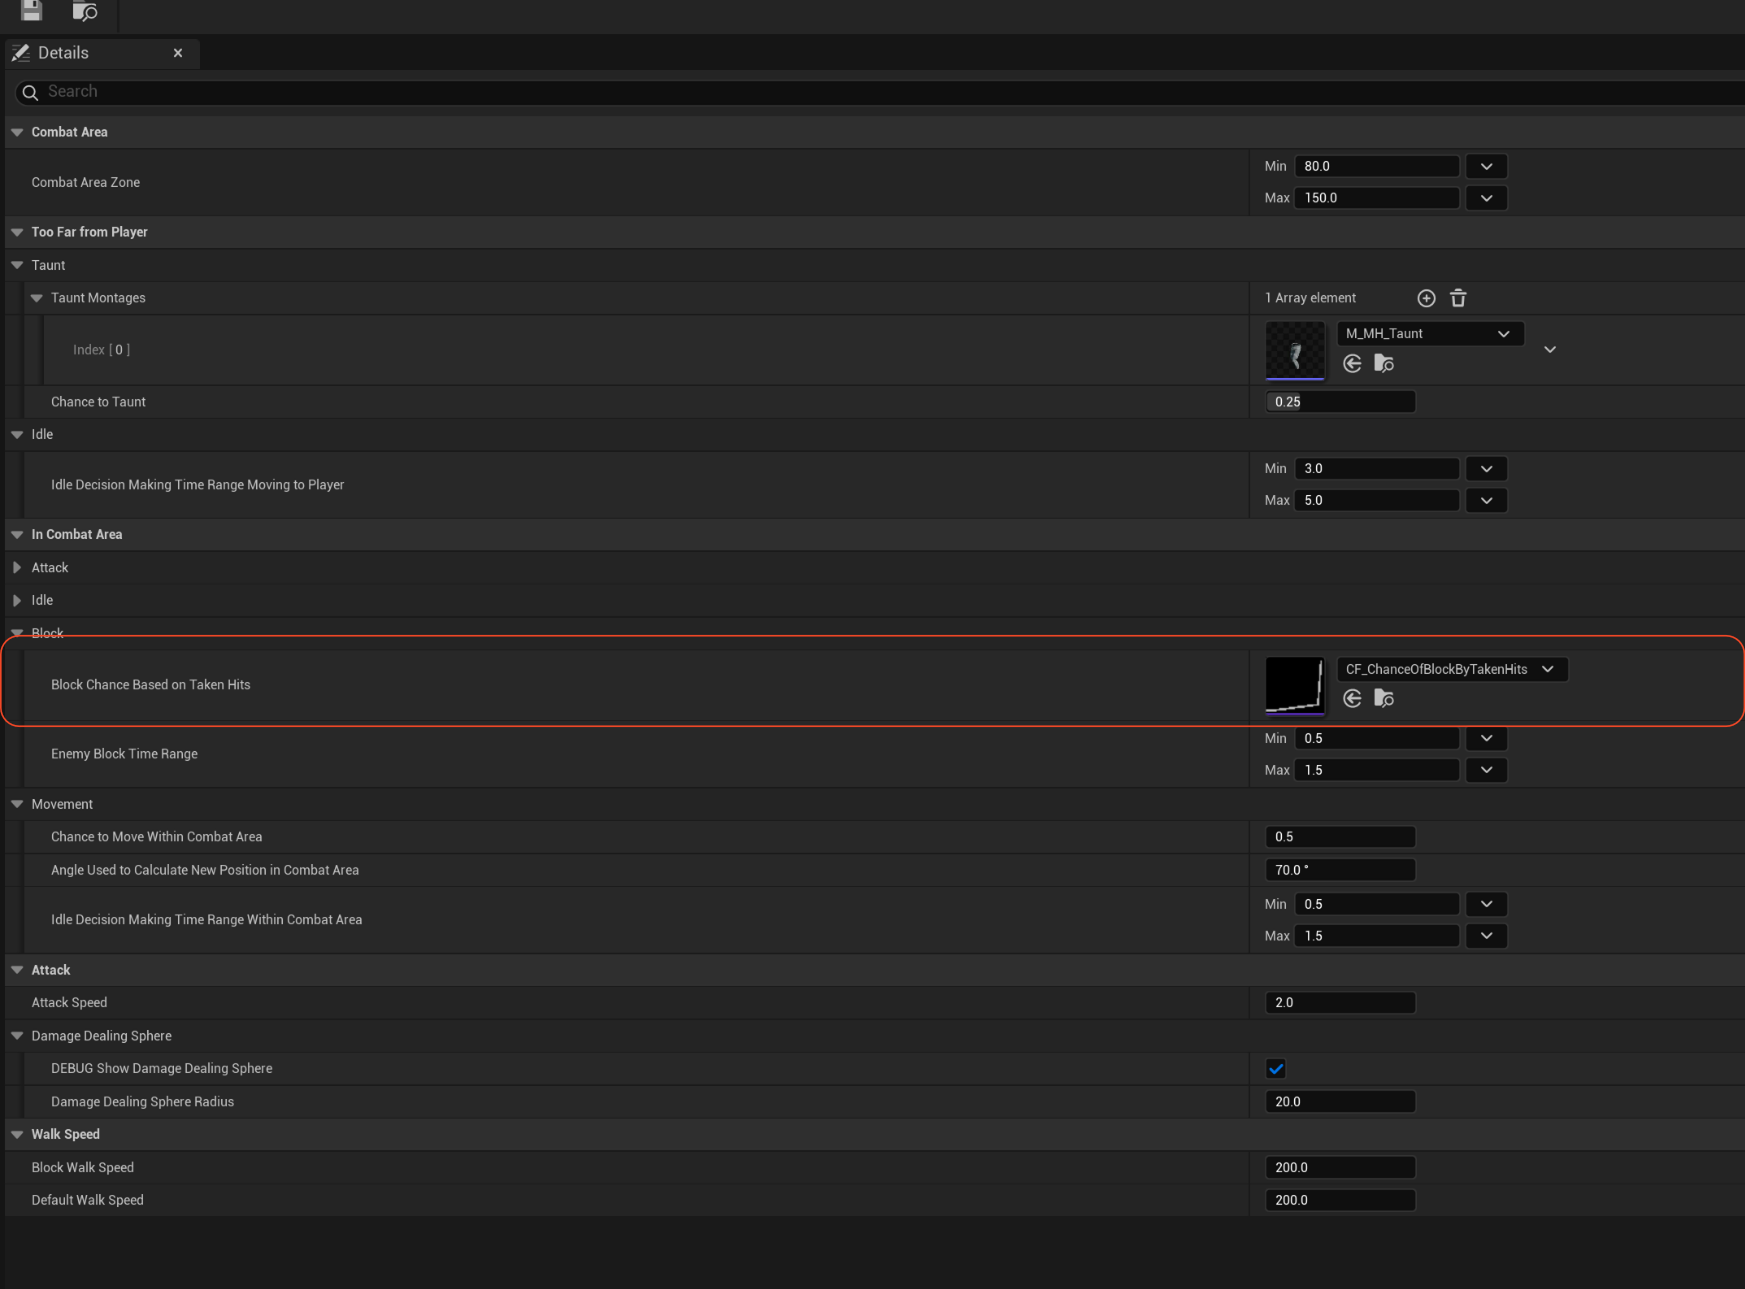 Details
Search
Combat Area
Combat Area Zone
Min 80.0
Max 150.0
Too Far from Player
Taunt
Taunt Montages
1 Array element
Index [ 0 ]
M_MH_Taunt
Chance to Taunt
0.25
Idle
Idle Decision Making Time Range Moving to Player
Min 3.0
Max 5.0
In Combat Area
Attack
Idle
Block
Block Chance Based on Taken Hits
CF_ChanceOfBlockByTakenHits
Enemy Block Time Range
Min 0.5
Max 1.5
Movement
Chance to Move Within Combat Area
0.5
Angle Used to Calculate New Position in Combat Area
70.0 °
Idle Decision Making Time Range Within Combat Area
Min 0.5
Max 1.5
Attack
Attack Speed
2.0
Damage Dealing Sphere
DEBUG Show Damage Dealing Sphere
Damage Dealing Sphere Radius
20.0
Walk Speed
Block Walk Speed
200.0
Default Walk Speed
200.0